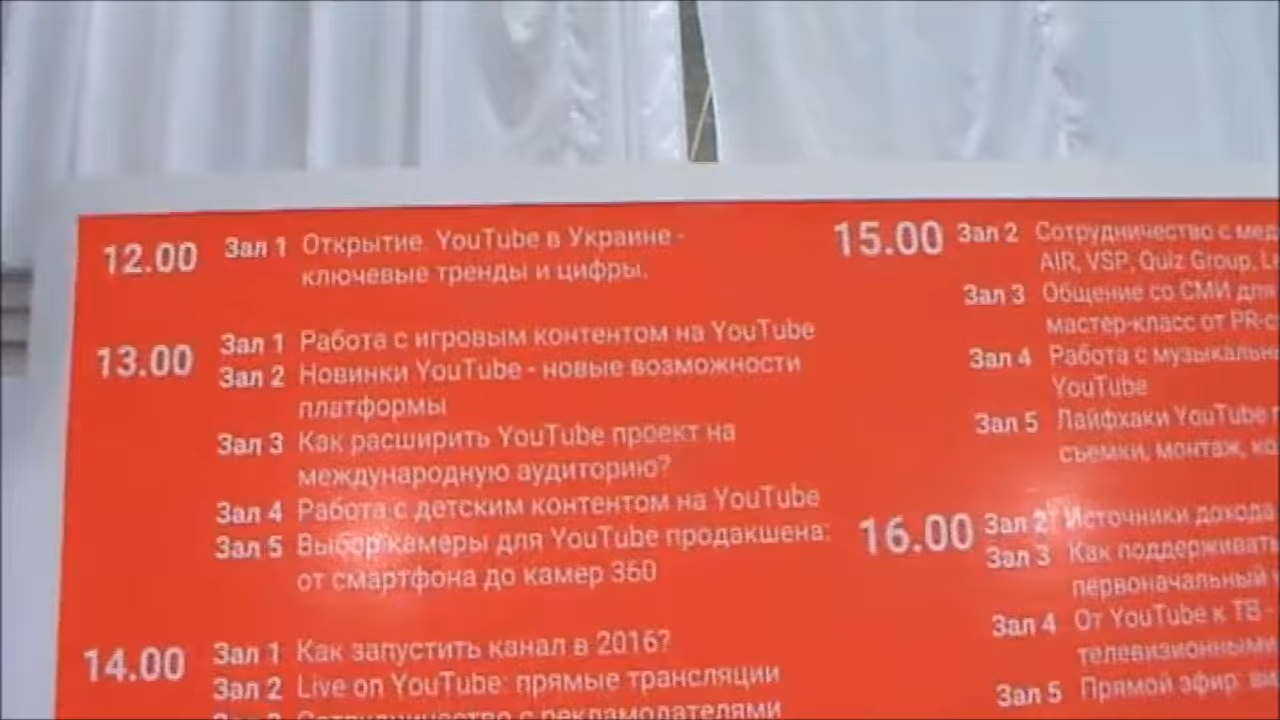 12.00
Зал 1 Открытие. YouTube в Украине -
ключевые тренды и цифры.
13.00
Зал 1 Работа с игровым контентом на YouTube
Зал 2 Новинки YouTube - новые возможности
платформы
Зал 3 Как расширить YouTube проект на
международную аудиторию?
Зал 4 Работа с детским контентом на YouTube
Зал 5 Выбор камеры для YouTube продакшена:
от смартфона до камер 360
14.00
Зал 1 Как запустить канал в 2016?
Зал 2 Live on YouTube: прямые трансляции
Сотрудничество с рекламодателями
15.00
Зал 2 Сотрудничество с мед
AIR, VSP, Quiz Group,
Зал 3 Общение со СМИ для
мастер-класс от PR-
Зал 4 Работа с музыкальн
YouTube
Зал 5 Лайфхаки YouTube
съемки, монтаж,
16.00
Зал 2 Источники дохода
Зал 3 Как поддерживать
первоначальный
Зал 4 От YouTube к ТВ -
телевизионными
Зал 5 Прямой эфир: